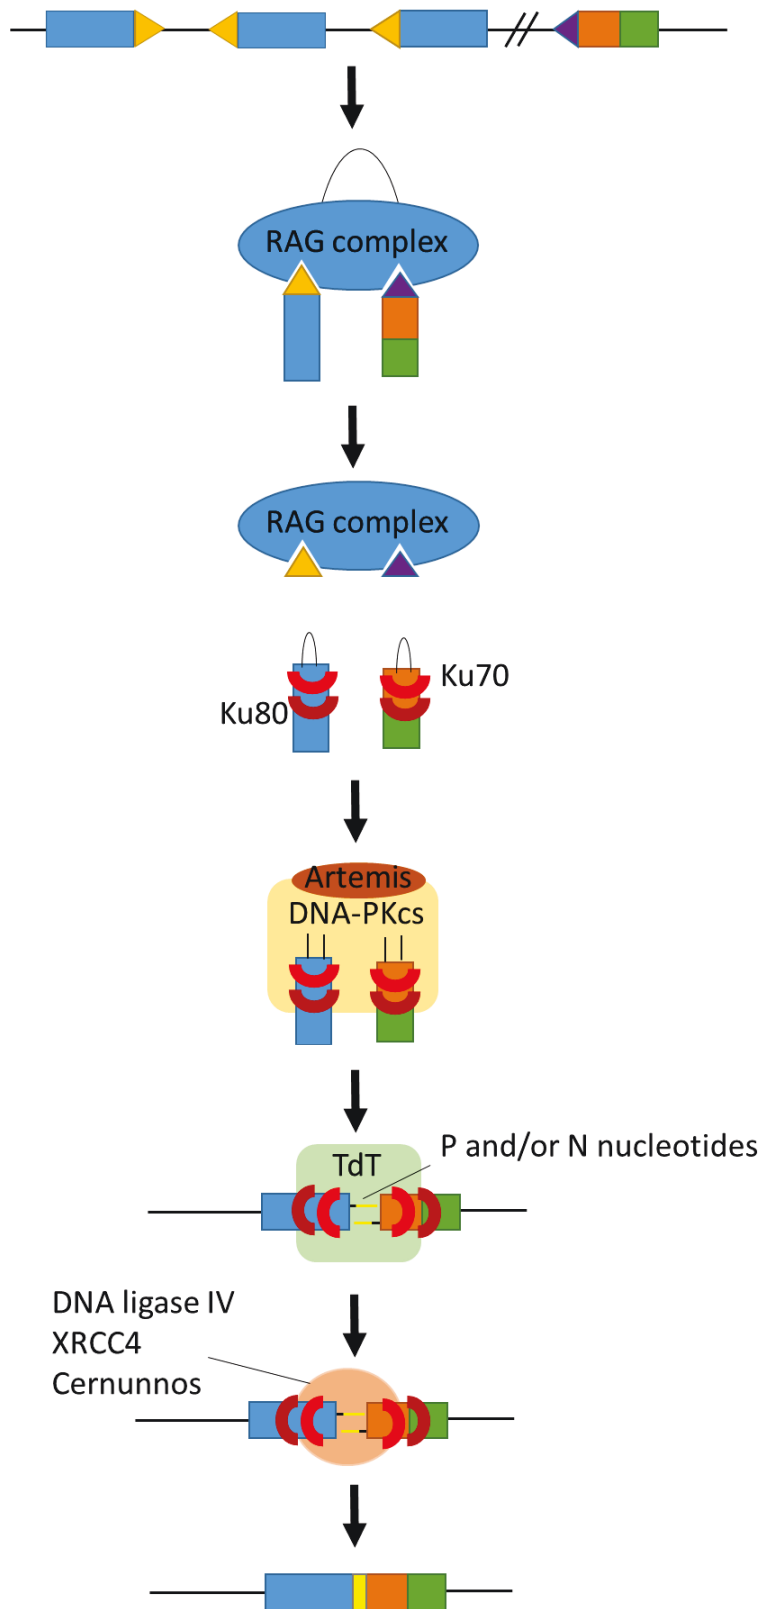 RAG complex
RAG complex
Ku70
Ku80
Artemis
DNA-PKcs
P and/or N nucleotides
TdT
DNA ligase IV
XRCC4
Cernunnos